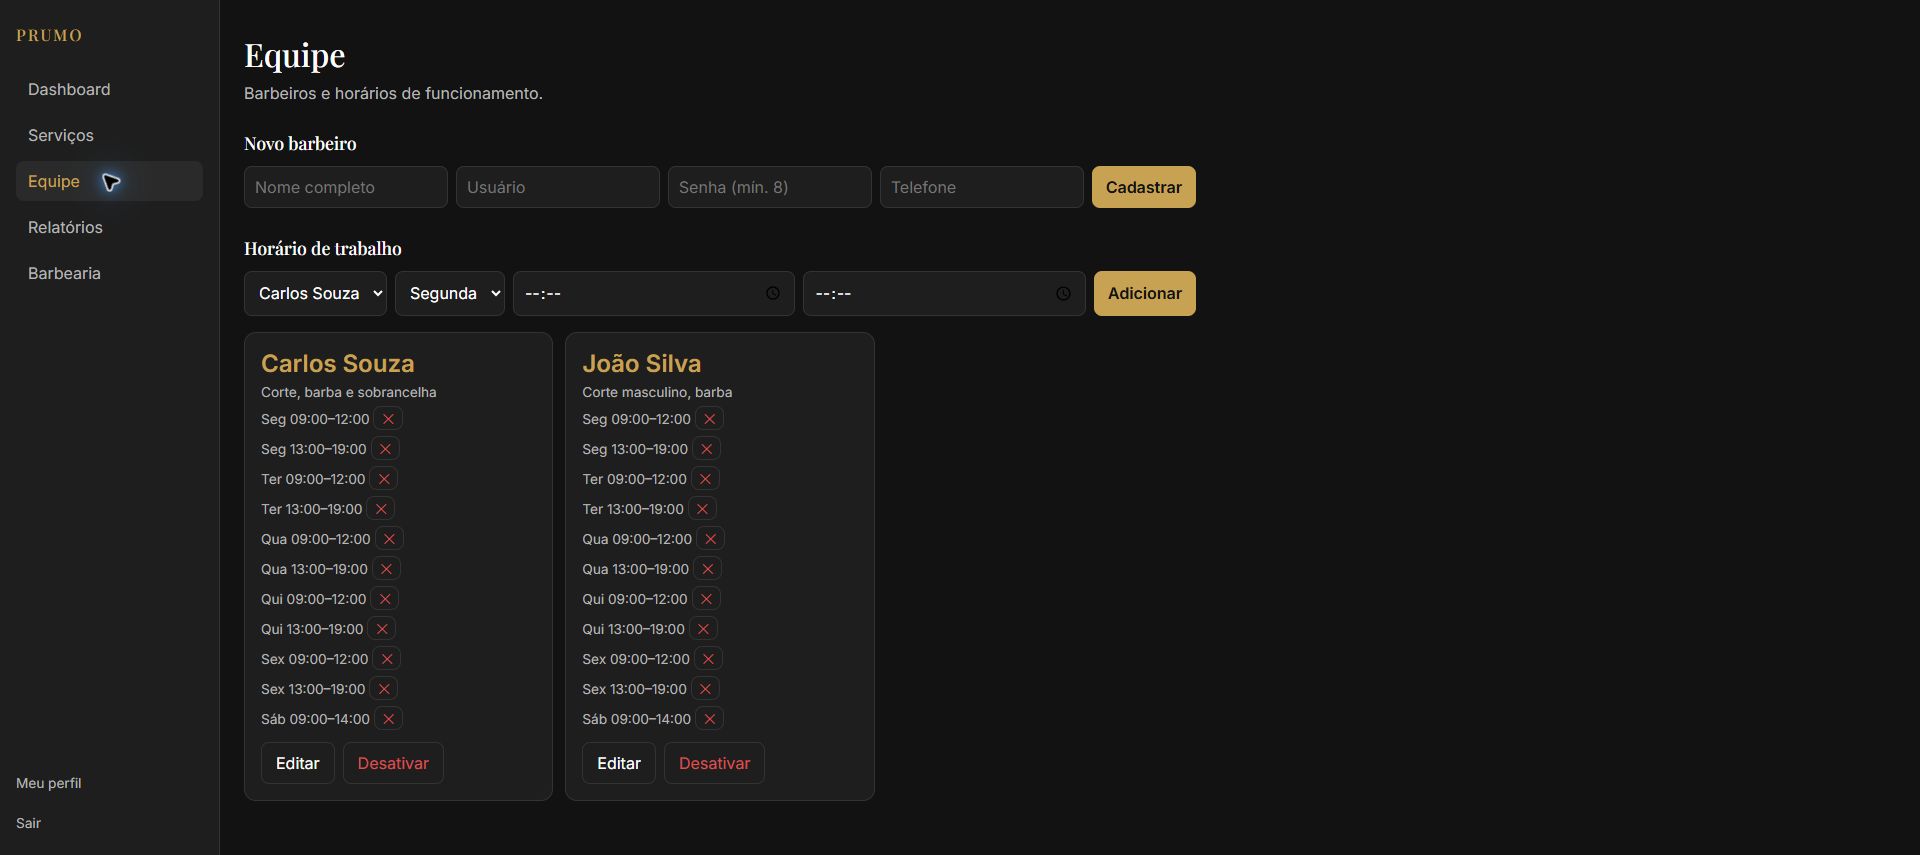 PRUMO
Dashboard
Serviços
Equipe
Relatórios
Barbearia
Meu perfil
Sair
Equipe
Barbeiros e horários de funcionamento.
Novo barbeiro
Nome completo Usuário Senha (mín. 8) Telefone Cadastrar
Horário de trabalho
Carlos Souza Segunda --:-- --:-- Adicionar
Carlos Souza
Corte, barba e sobrancelha
Seg 09:00–12:00
Seg 13:00–19:00
Ter 09:00–12:00
Ter 13:00–19:00
Qua 09:00–12:00
Qua 13:00–19:00
Qui 09:00–12:00
Qui 13:00–19:00
Sex 09:00–12:00
Sex 13:00–19:00
Sáb 09:00–14:00
Editar Desativar
João Silva
Corte masculino, barba
Seg 09:00–12:00
Seg 13:00–19:00
Ter 09:00–12:00
Ter 13:00–19:00
Qua 09:00–12:00
Qua 13:00–19:00
Qui 09:00–12:00
Qui 13:00–19:00
Sex 09:00–12:00
Sex 13:00–19:00
Sáb 09:00–14:00
Editar Desativar